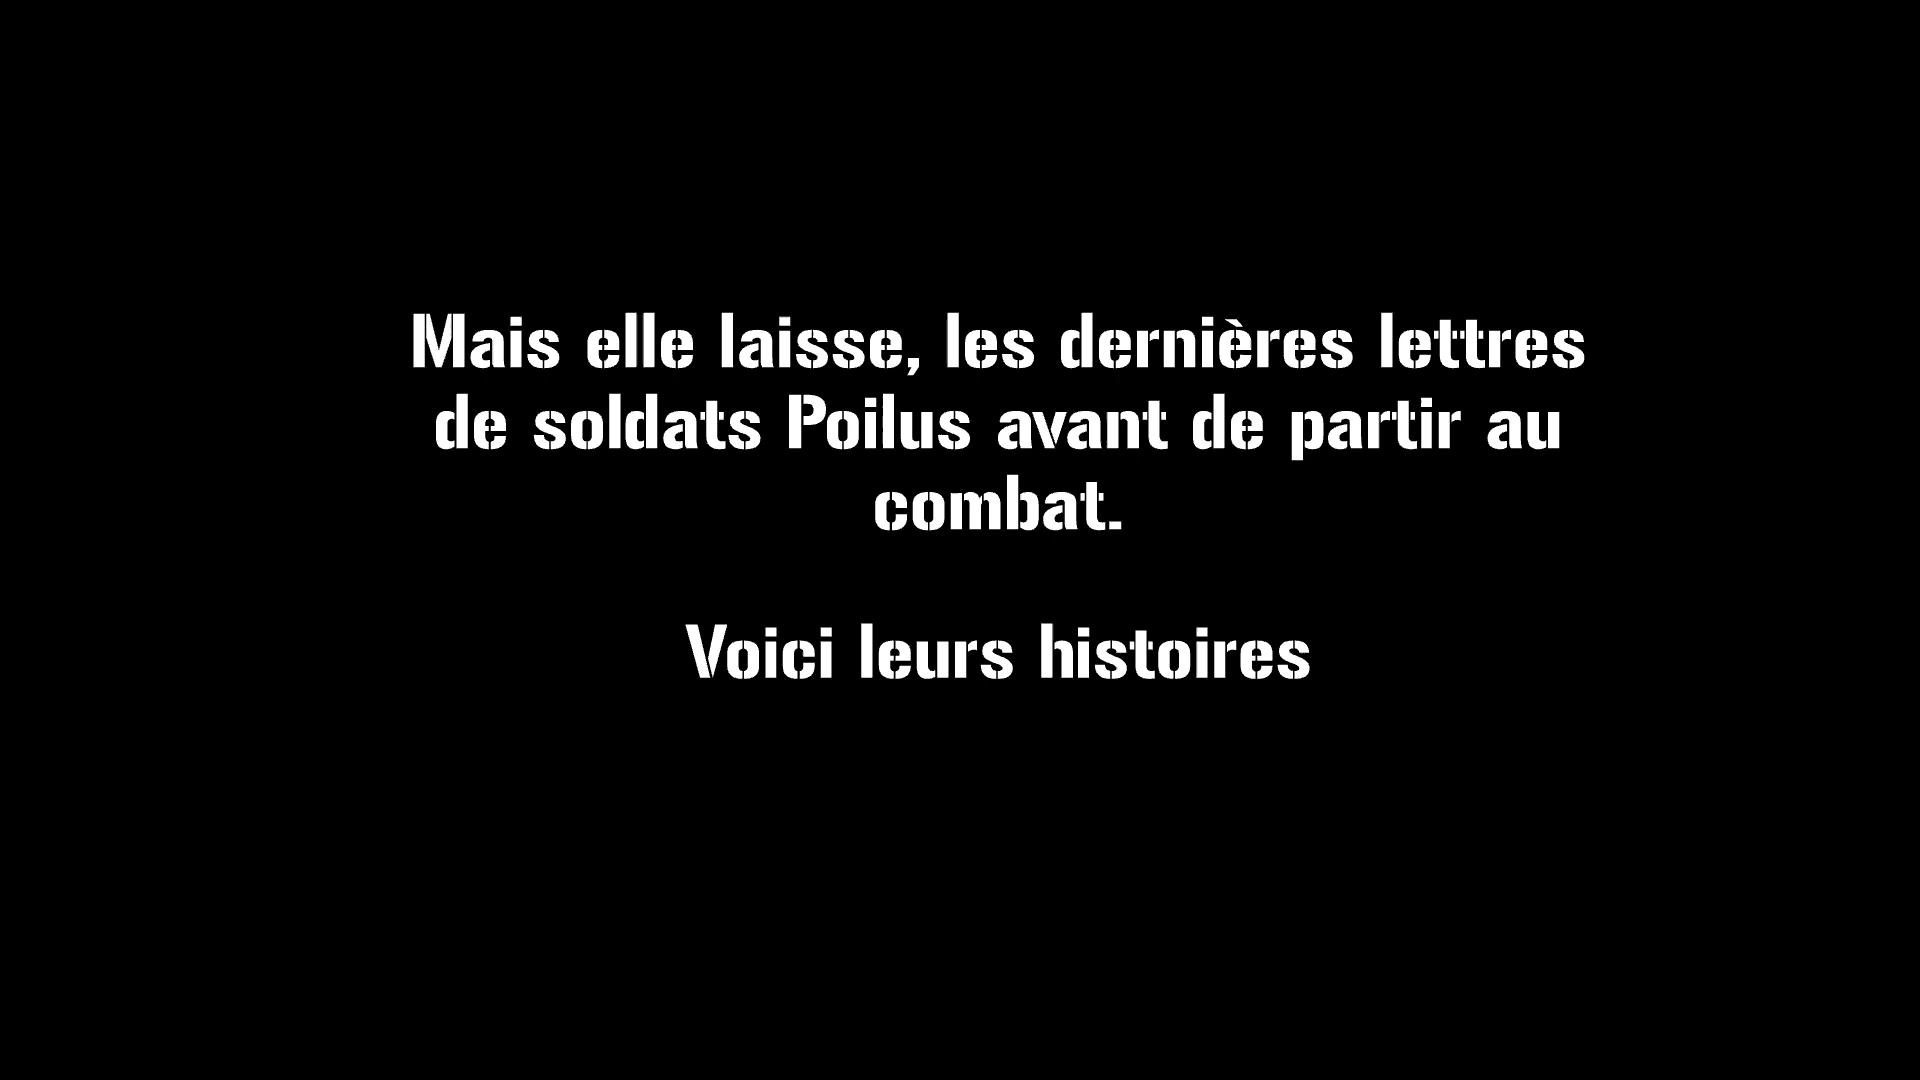 Mais elle laisse, les dernières lettres
de soldats Poilus avant de partir au
combat.
Voici leurs histoires